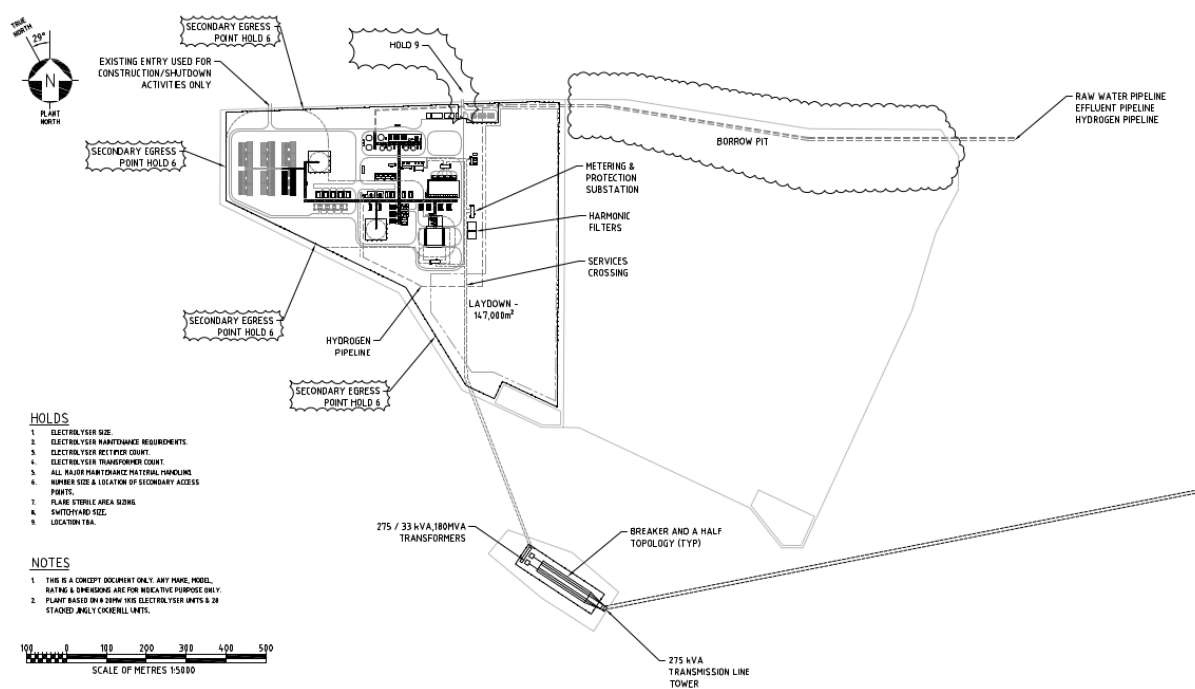 TRUE
NORTH
29°
N
PLANT
NORTH
SECONDARY EGRESS
POINT HOLD 6
EXISTING ENTRY USED FOR
CONSTRUCTION/SHUTDOWN
ACTIVITIES ONLY
HOLD 9
RAW WATER PIPELINE
EFFLUENT PIPELINE
HYDROGEN PIPELINE
BORROW PIT
SECONDARY EGRESS
POINT HOLD 6
METERING &
PROTECTION
SUBSTATION
HARMONIC
FILTERS
SERVICES
CROSSING
LAYDOWN -
147,000m²
SECONDARY EGRESS
POINT HOLD 6
HYDROGEN
PIPELINE
SECONDARY EGRESS
POINT HOLD 6
HOLDS
1. ELECTROLYSER SIZE.
2. ELECTROLYSER MAINTENANCE REQUIREMENTS.
3. ELECTROLYSER RECTIFIER COUNT.
4. ELECTROLYSER TRANSFORMER COUNT.
5. ALL MAJOR MAINTENANCE MATERIAL HANDLING.
6. NUMBER SIZE & LOCATION OF SECONDARY ACCESS
POINTS.
7. FLARE STERILE AREA SIZING.
8. SWITCHYARD SIZE.
9. LOCATION TBA.
275 / 33 kVA,180MVA
TRANSFORMERS
BREAKER AND A HALF
TOPOLOGY (TYP)
NOTES
1. THIS IS A CONCEPT DOCUMENT ONLY. ANY MAKE, MODEL,
RATING & DIMENSIONS ARE FOR INDICATIVE PURPOSE ONLY.
2. PLANT BASED ON 8 20MW ELECTROLYSER UNITS & 28
STACKED UNITS.
100 0 100 200 300 400 500
SCALE OF METRES 1:5000
275 kVA
TRANSMISSION LINE
TOWER